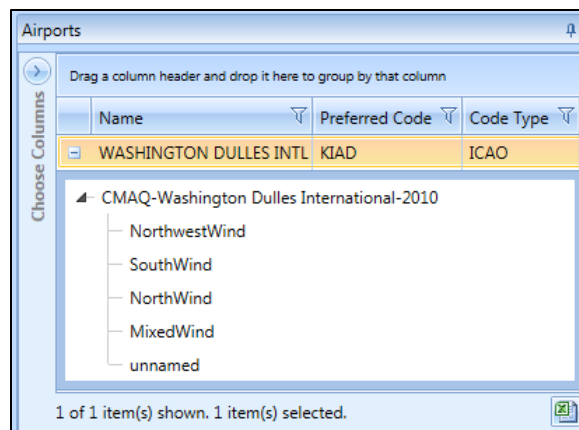 Airports
Drag a column header and drop it here to group by that column
Choose Columns
Name Preferred Code Code Type
WASHINGTON DULLES INTL KIAD ICAO
CMAQ-Washington Dulles International-2010
NorthwestWind
SouthWind
NorthWind
MixedWind
unnamed
1 of 1 item(s) shown. 1 item(s) selected.